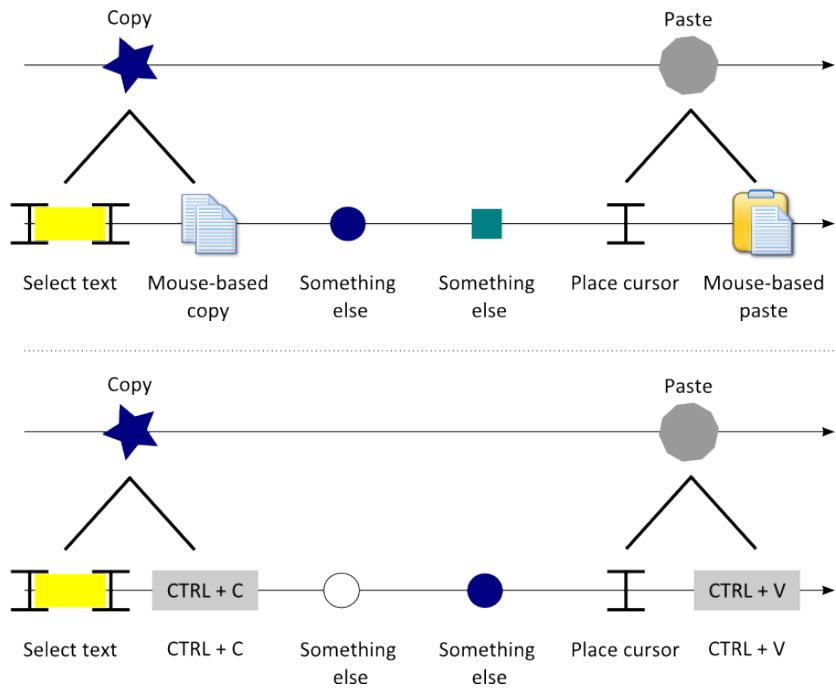 Copy
Paste
Select text
Mouse-based
copy
Something
else
Something
else
Place cursor
Mouse-based
paste
Copy
Paste
CTRL + C
CTRL + V
Select text
CTRL + C
Something
else
Something
else
Place cursor
CTRL + V